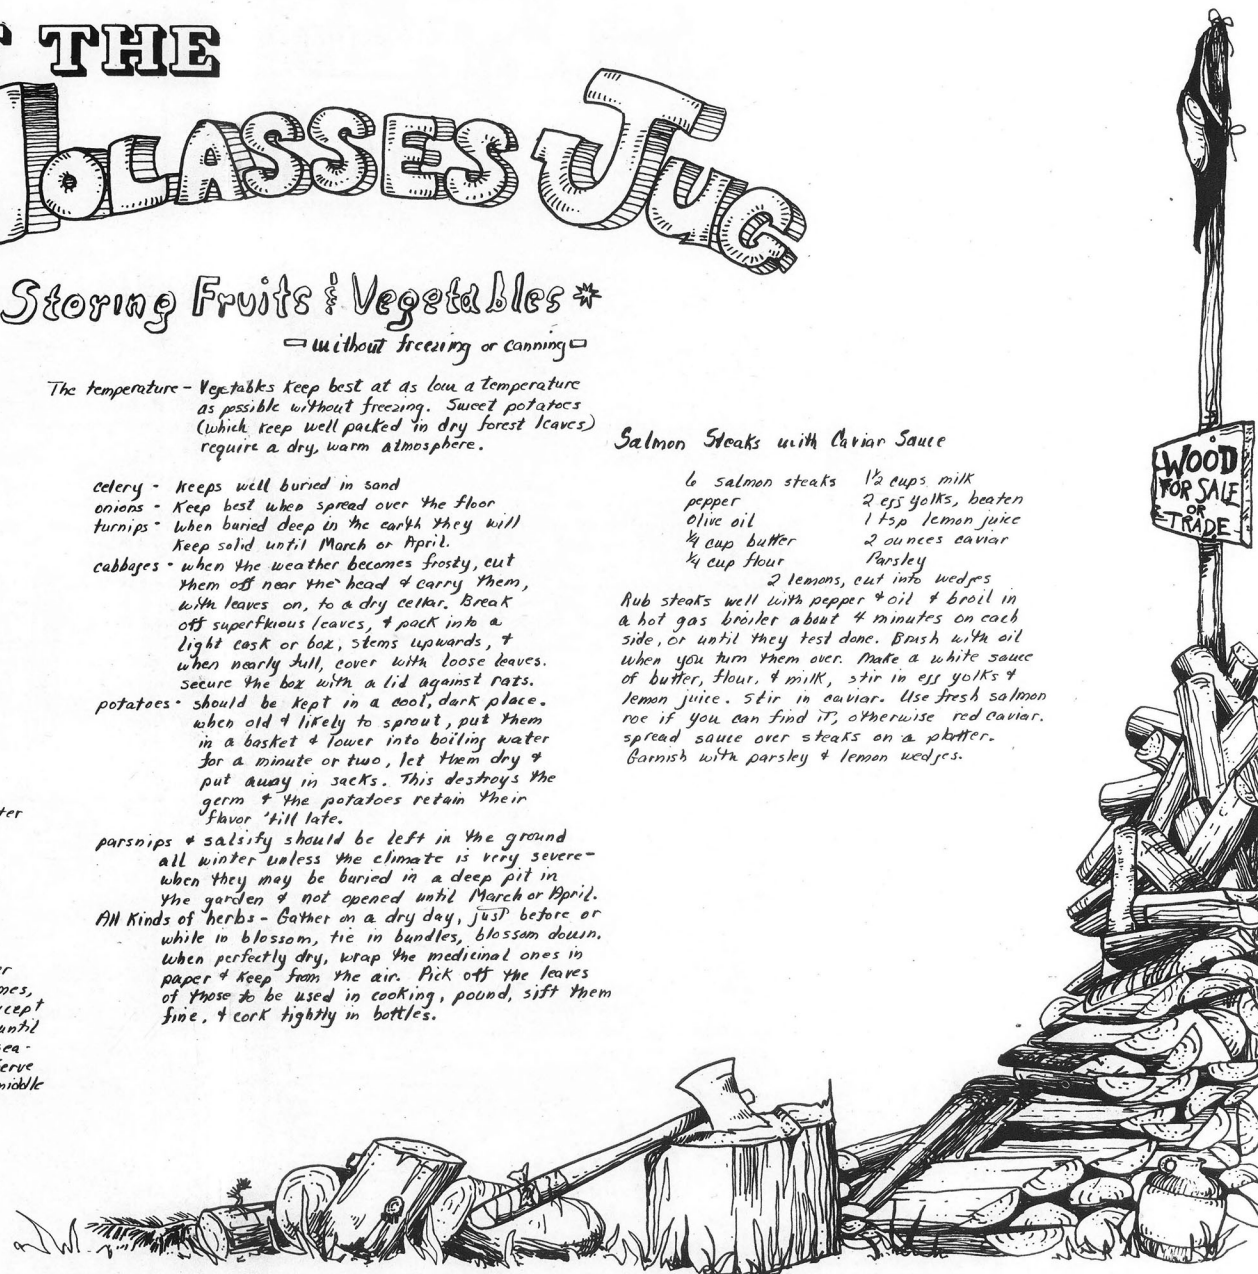 THE
MOLASSES JUG
Storing Fruits & Vegetables *
without freezing or canning
The temperature - Vegetables keep best at as low a temperature
as possible without freezing. Sweet potatoes
(which keep well packed in dry forest leaves)
require a dry, warm atmosphere.
celery - keeps well buried in sand
onions - keep best when spread over the floor
turnips - when buried deep in the earth they will
keep solid until March or April.
cabbages - when the weather becomes frosty, cut
them off near the head & carry them,
with leaves on, to a dry cellar. Break
off superfluous leaves, & pack into a
light cask or box, stems upwards, &
when nearly full, cover with loose leaves.
secure the box with a lid against rats.
potatoes - should be kept in a cool, dark place.
when old & likely to sprout, put them
in a basket & lower into boiling water
for a minute or two, let them dry &
put away in sacks. This destroys the
germ & the potatoes retain their
flavor 'till late.
parsnips & salsify should be left in the ground
all winter unless the climate is very severe-
when they may be buried in a deep pit in
the garden & not opened until March or April.
All kinds of herbs - Gather on a dry day, just before or
while in blossom, tie in bundles, blossom down.
when perfectly dry, wrap the medicinal ones in
paper & keep from the air. Pick off the leaves
of those to be used in cooking, pound, sift them
fine, & cork tightly in bottles.
Salmon Steaks with Caviar Sauce
6 salmon steaks 1½ cups milk
pepper 2 egg yolks, beaten
olive oil 1 tsp lemon juice
¼ cup butter 2 ounces caviar
¼ cup flour Parsley
2 lemons, cut into wedges
Rub steaks well with pepper & oil & broil in
a hot gas broiler about 4 minutes on each
side, or until they test done. Brush with oil
when you turn them over. Make a white sauce
of butter, flour, & milk, stir in egg yolks &
lemon juice. Stir in caviar. Use fresh salmon
roe if you can find it, otherwise red caviar.
spread sauce over steaks on a platter.
Garnish with parsley & lemon wedges.
WOOD
FOR SALE
OR
TRADE
until
middle